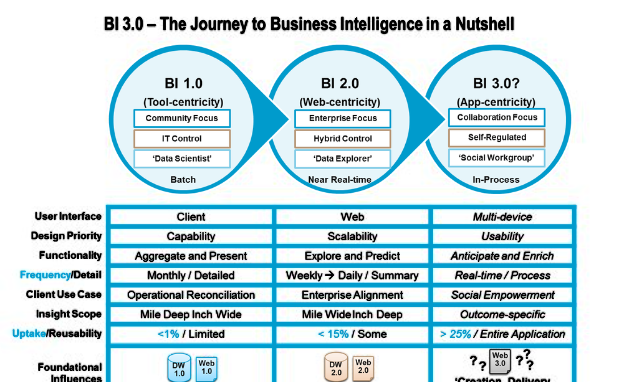 BI 3.0 – The Journey to Business Intelligence in a Nutshell
BI 1.0
(Tool-centricity)
Community Focus
IT Control
'Data Scientist'
Batch
BI 2.0
(Web-centricity)
Enterprise Focus
Hybrid Control
'Data Explorer'
Near Real-time
BI 3.0?
(App-centricity)
Collaboration Focus
Self-Regulated
'Social Workgroup'
In-Process
User Interface Client Web Multi-device
Design Priority Capability Scalability Usability
Functionality Aggregate and Present Explore and Predict Anticipate and Enrich
Frequency/Detail Monthly / Detailed Weekly → Daily / Summary Real-time / Process
Client Use Case Operational Reconciliation Enterprise Alignment Social Empowerment
Insight Scope Mile Deep Inch Wide Mile Wide Inch Deep Outcome-specific
Uptake/Reusability <1% / Limited < 15% / Some > 25% / Entire Application
Foundational Influences
DW 1.0 Web 1.0
DW 2.0 Web 2.0
?? Web 3.0 ???
'Creation, Delivery